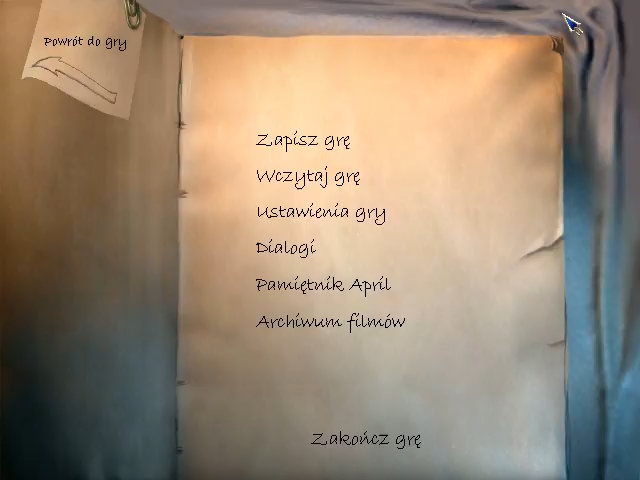 Powrót do gry
Zapisz grę
Wczytaj grę
Ustawienia gry
Dialogi
Pamiętnik April
Archiwum filmów
Zakończ grę